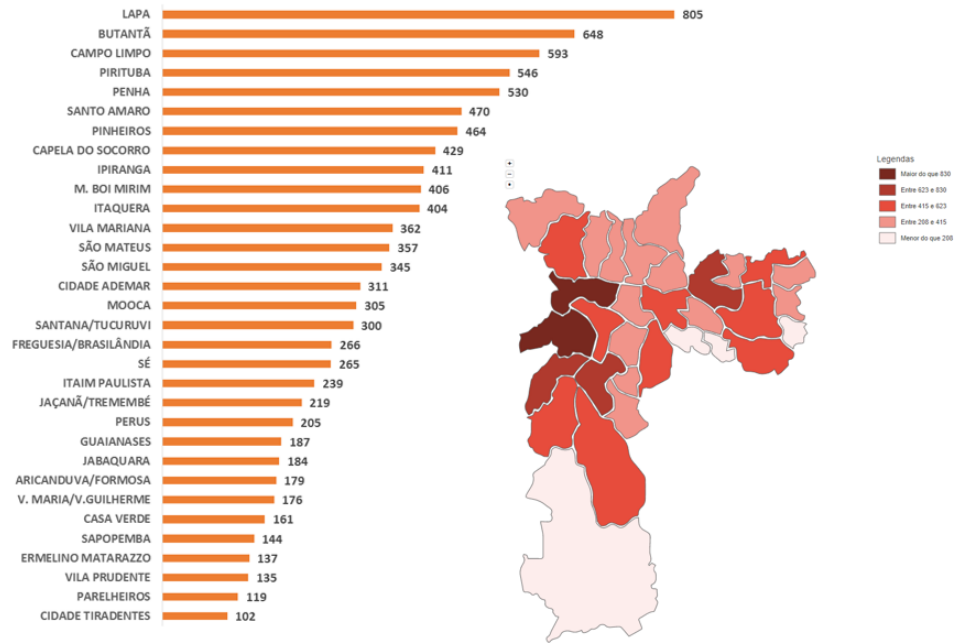 LAPA 805
BUTANTÃ 648
CAMPO LIMPO 593
PIRITUBA 546
PENHA 530
SANTO AMARO 470
PINHEIROS 464
CAPELA DO SOCORRO 429
IPIRANGA 411
M. BOI MIRIM 406
ITAQUERA 404
VILA MARIANA 362
SÃO MATEUS 357
SÃO MIGUEL 345
CIDADE ADEMAR 311
MOOCA 305
SANTANA/TUCURUVI 300
FREGUESIA/BRASILÂNDIA 266
SÉ 265
ITAIM PAULISTA 239
JAÇANÃ/TREMEMBÉ 219
PERUS 205
GUAIANASES 187
JABAQUARA 184
ARICANDUVA/FORMOSA 179
V. MARIA/V.GUILHERME 176
CASA VERDE 161
SAPOPEMBA 144
ERMELINO MATARAZZO 137
VILA PRUDENTE 135
PARELHEIROS 119
CIDADE TIRADENTES 102
Legendas
Maior do que 830
Entre 623 e 830
Entre 415 e 623
Entre 208 e 415
Menor do que 208